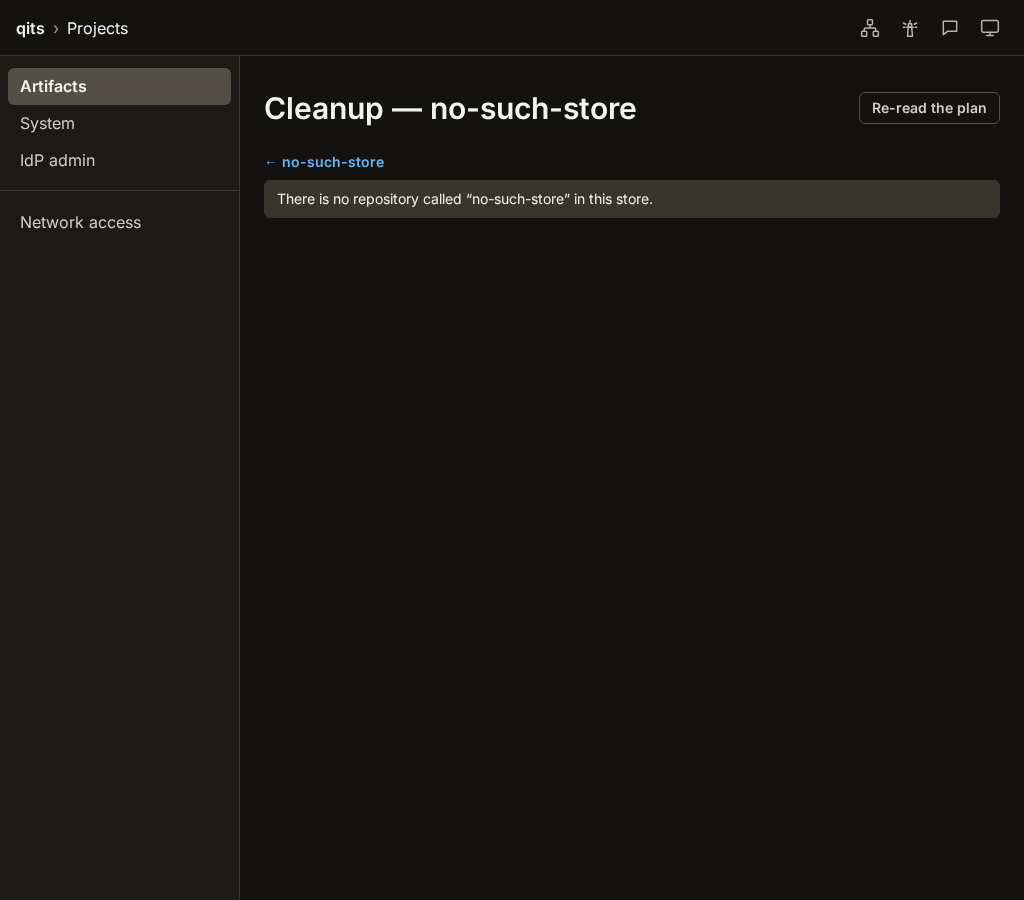 qits › Projects
Artifacts
System
IdP admin
Network access
Cleanup — no-such-store
Re-read the plan
← no-such-store
There is no repository called “no-such-store” in this store.